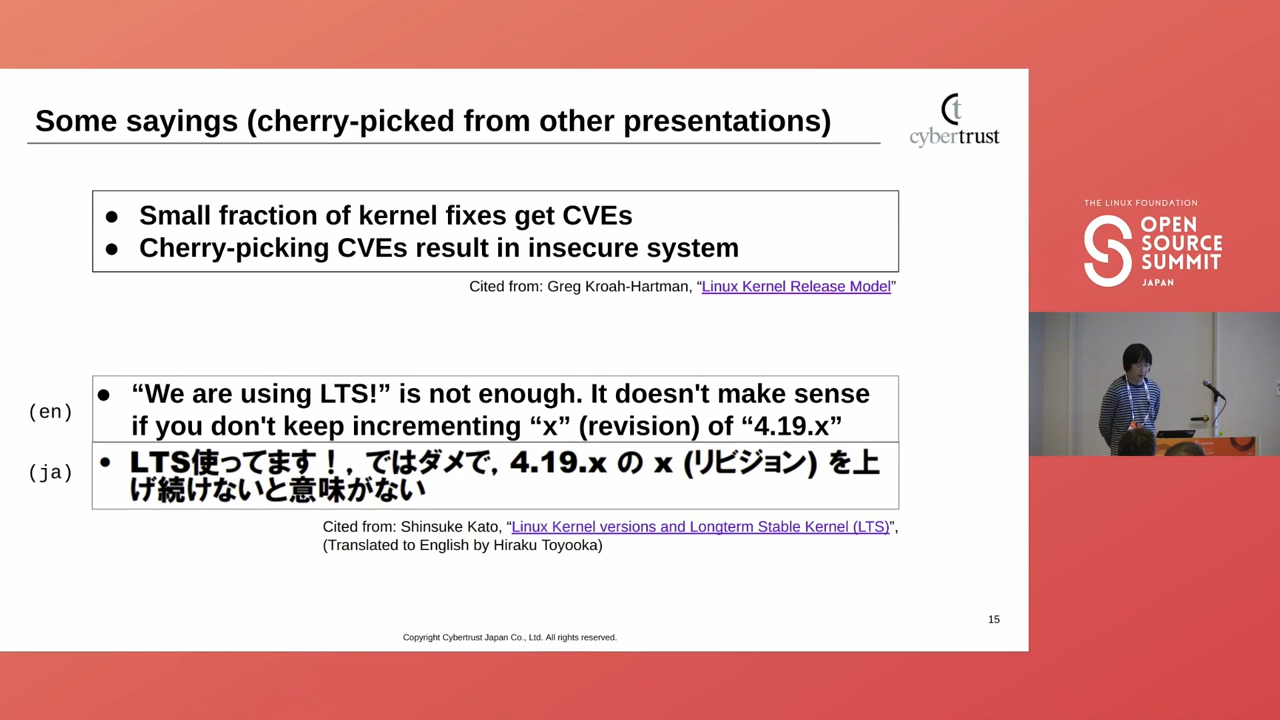 Some sayings (cherry-picked from other presentations)
cybertrust
● Small fraction of kernel fixes get CVEs
● Cherry-picking CVEs result in insecure system
Cited from: Greg Kroah-Hartman, “Linux Kernel Release Model”
(en)
● “We are using LTS!” is not enough. It doesn't make sense
if you don't keep incrementing “x” (revision) of “4.19.x”
(ja)
• LTS使ってます！, ではダメで, 4.19.x の x (リビジョン) を上
げ続けないと意味がない
Cited from: Shinsuke Kato, “Linux Kernel versions and Longterm Stable Kernel (LTS)”,
(Translated to English by Hiraku Toyooka)
15
Copyright Cybertrust Japan Co., Ltd. All rights reserved.
THE LINUX FOUNDATION
OPEN
SOURCE
SUMMIT
JAPAN